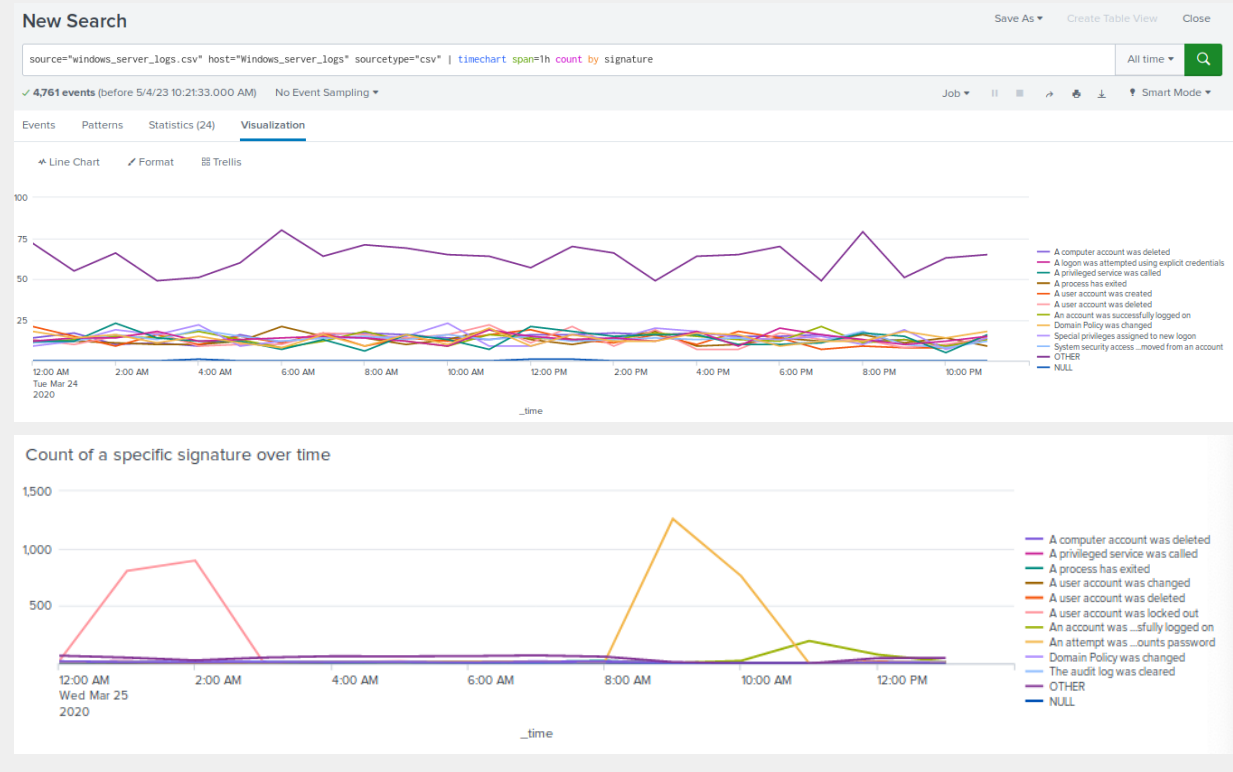 New Search
Save As ▾ Create Table View Close
source="windows_server_logs.csv" host="Windows_server_logs" sourcetype="csv" | timechart span=1h count by signature
All time ▾
✓ 4,761 events (before 5/4/23 10:21:33.000 AM) No Event Sampling ▾
Job ▾ Smart Mode ▾
Events Patterns Statistics (24) Visualization
Line Chart Format Trellis
100
75
50
25
12:00 AM 2:00 AM 4:00 AM 6:00 AM 8:00 AM 10:00 AM 12:00 PM 2:00 PM 4:00 PM 6:00 PM 8:00 PM 10:00 PM
Tue Mar 24
2020
_time
A computer account was deleted
A logon was attempted using explicit credentials
A privileged service was called
A process has exited
A user account was created
A user account was deleted
An account was successfully logged on
Domain Policy was changed
Special privileges assigned to new logon
System security access ...moved from an account
OTHER
NULL
Count of a specific signature over time
1,500
1,000
500
12:00 AM 2:00 AM 4:00 AM 6:00 AM 8:00 AM 10:00 AM 12:00 PM
Wed Mar 25
2020
_time
A computer account was deleted
A privileged service was called
A process has exited
A user account was changed
A user account was deleted
A user account was locked out
An account was ...sfully logged on
An attempt was ...ounts password
Domain Policy was changed
The audit log was cleared
OTHER
NULL